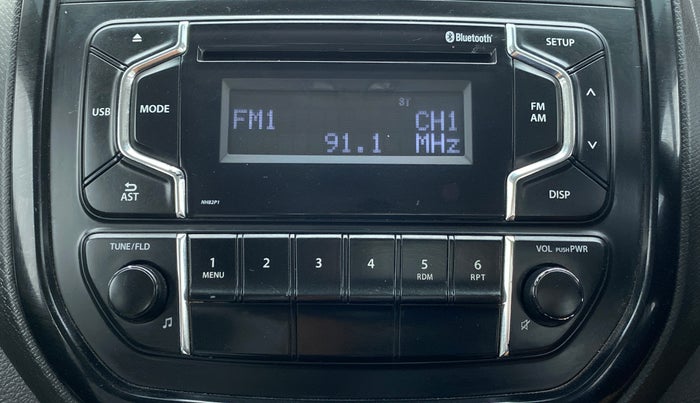 Bluetooth
SETUP
USB
MODE
FM1
CH1
91.1 MHz
FM
AM
AST
NH82P1
DISP
TUNE/FLD
1
MENU
2
3
4
5
RDM
6
RPT
VOL PUSH PWR